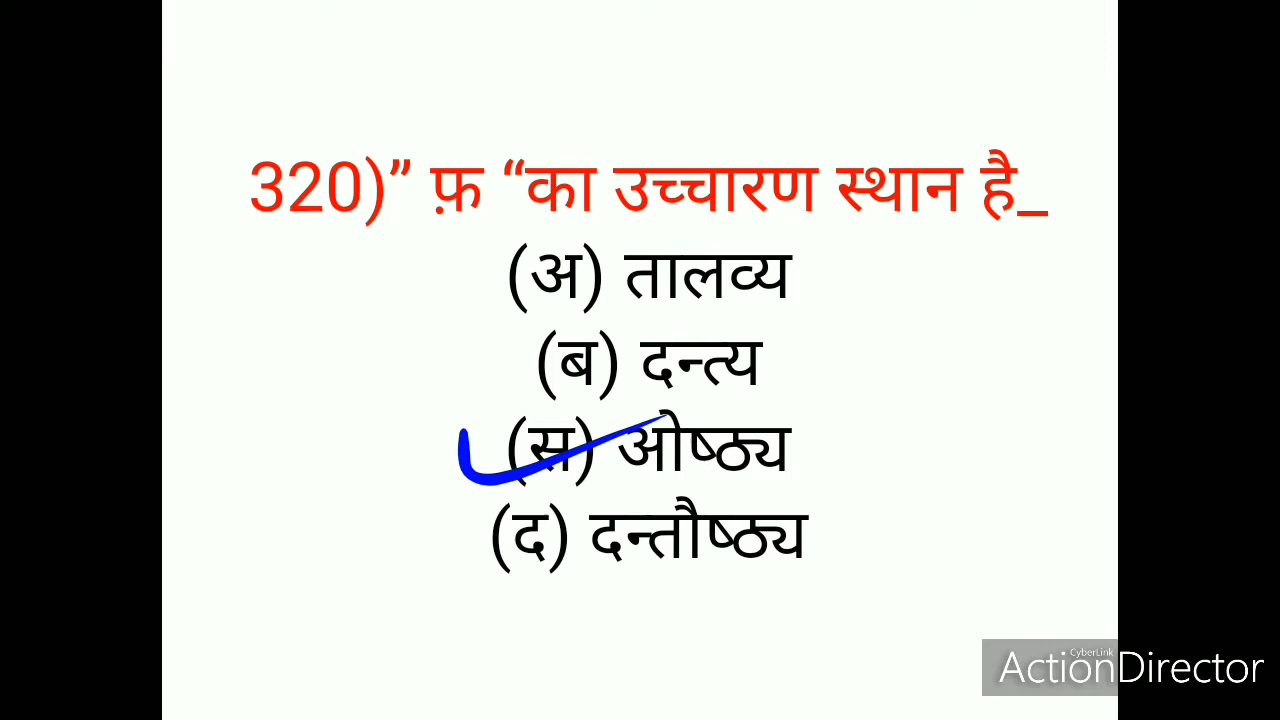 320)” फ़ “का उच्चारण स्थान है_
(अ) तालव्य
(ब) दन्त्य
(स) ओष्ठ्य
(द) दन्तौष्ठ्य
CyberLink
ActionDirector